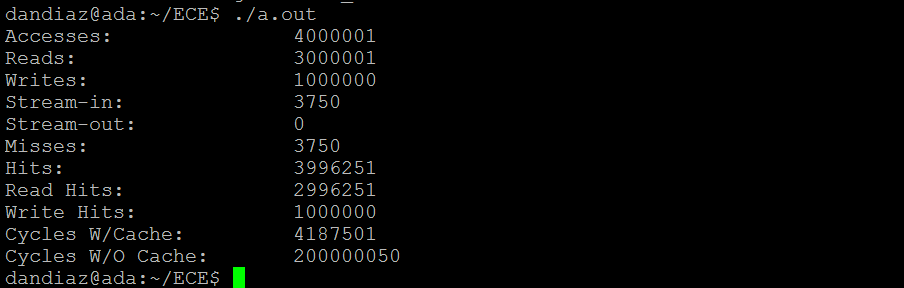 dandiaz@ada:~/ECE$ ./a.out
Accesses: 4000001
Reads: 3000001
Writes: 1000000
Stream-in: 3750
Stream-out: 0
Misses: 3750
Hits: 3996251
Read Hits: 2996251
Write Hits: 1000000
Cycles W/Cache: 4187501
Cycles W/O Cache: 200000050
dandiaz@ada:~/ECE$